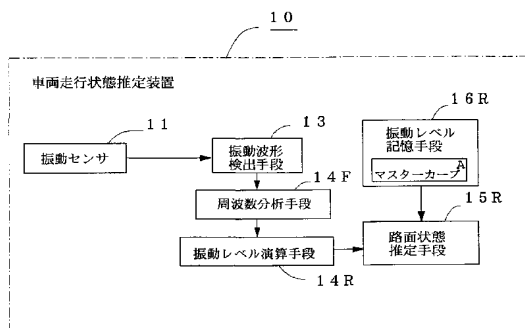 10
車両走行状態推定装置
11
振動センサ
13
振動波形
検出手段
14F
周波数分析手段
振動レベル演算手段
14R
16R
振動レベル
記憶手段
A
マスターカーブ
15R
路面状態
推定手段